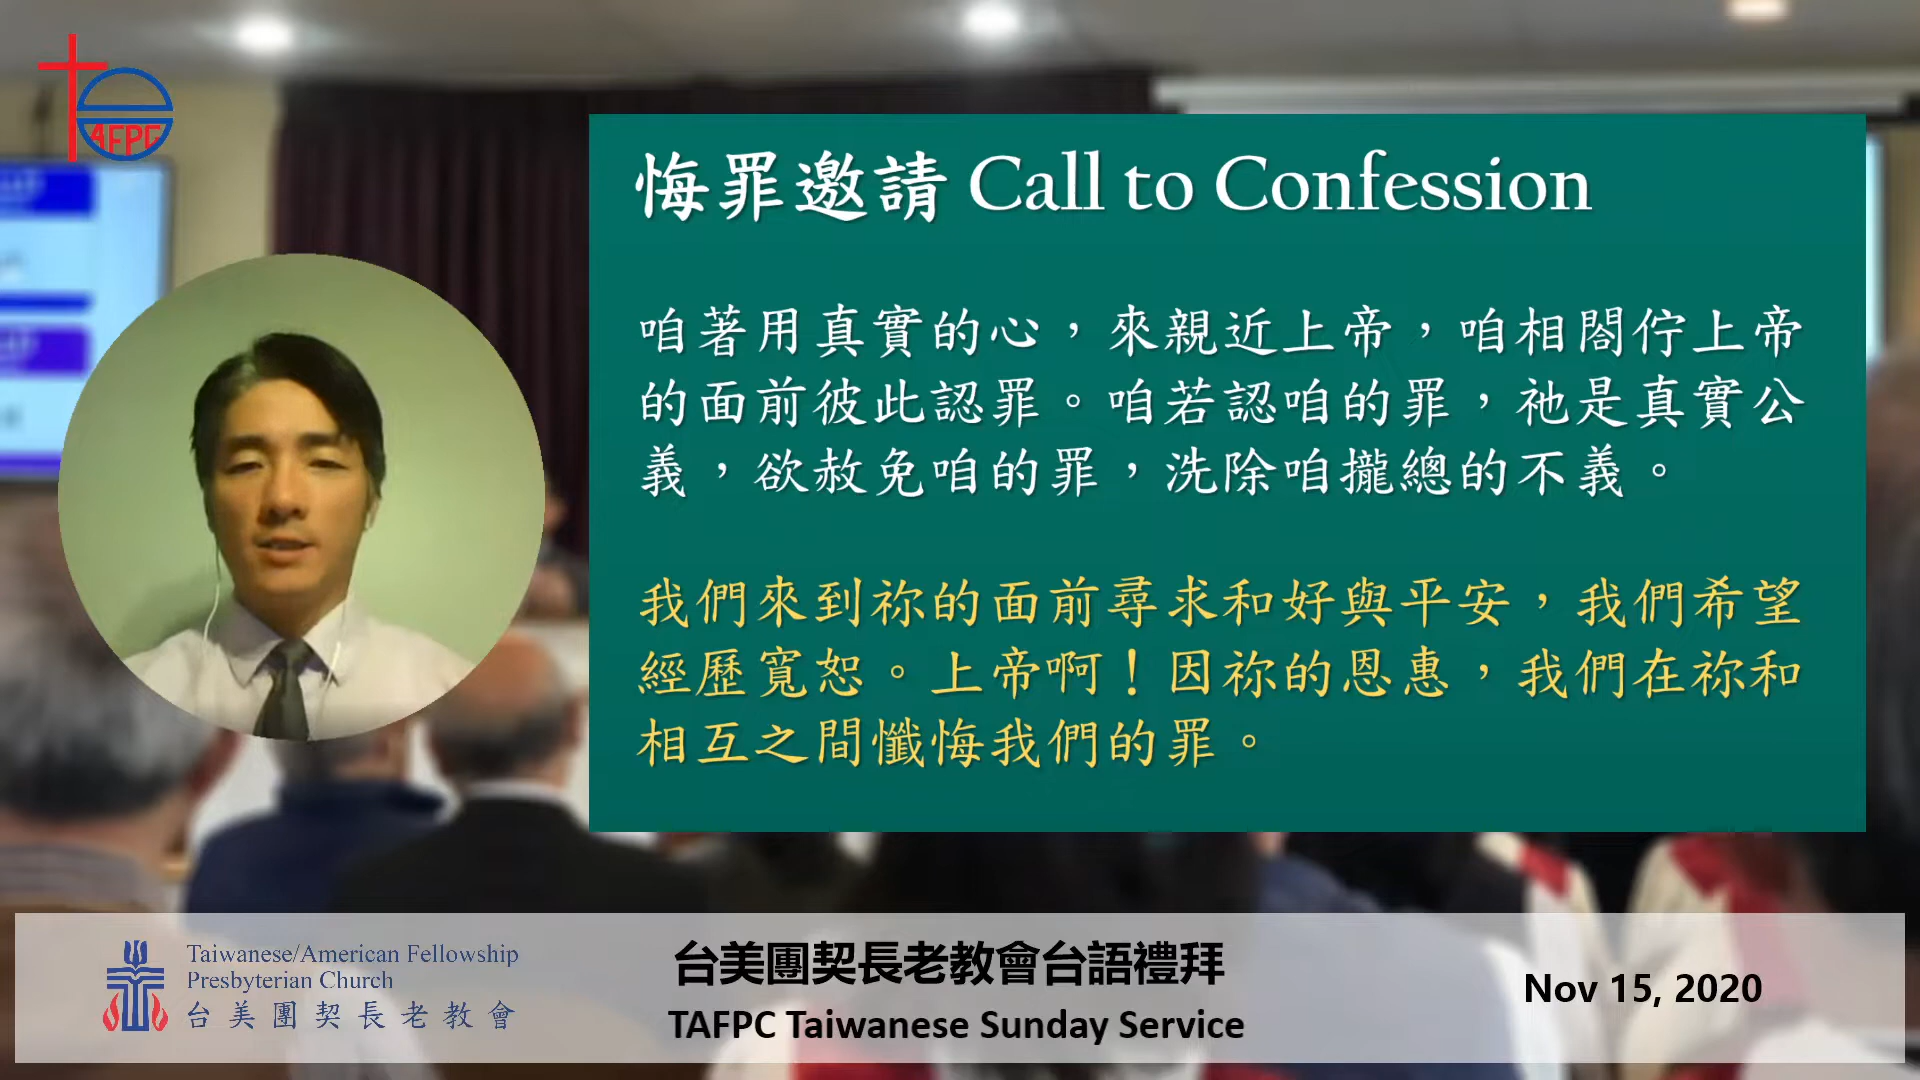 AFPC
悔罪邀請 Call to Confession
咱著用真實的心，來親近上帝，咱相閤佇上帝
的面前彼此認罪。咱若認咱的罪，祂是真實公
義，欲赦免咱的罪，洗除咱攏總的不義。
我們來到祢的面前尋求和好與平安，我們希望
經歷寬恕。上帝啊！因祢的恩惠，我們在祢和
相互之間懺悔我們的罪。
Taiwanese/American Fellowship
Presbyterian Church
台美團契長老教會
台美團契長老教會台語禮拜
TAFPC Taiwanese Sunday Service
Nov 15, 2020